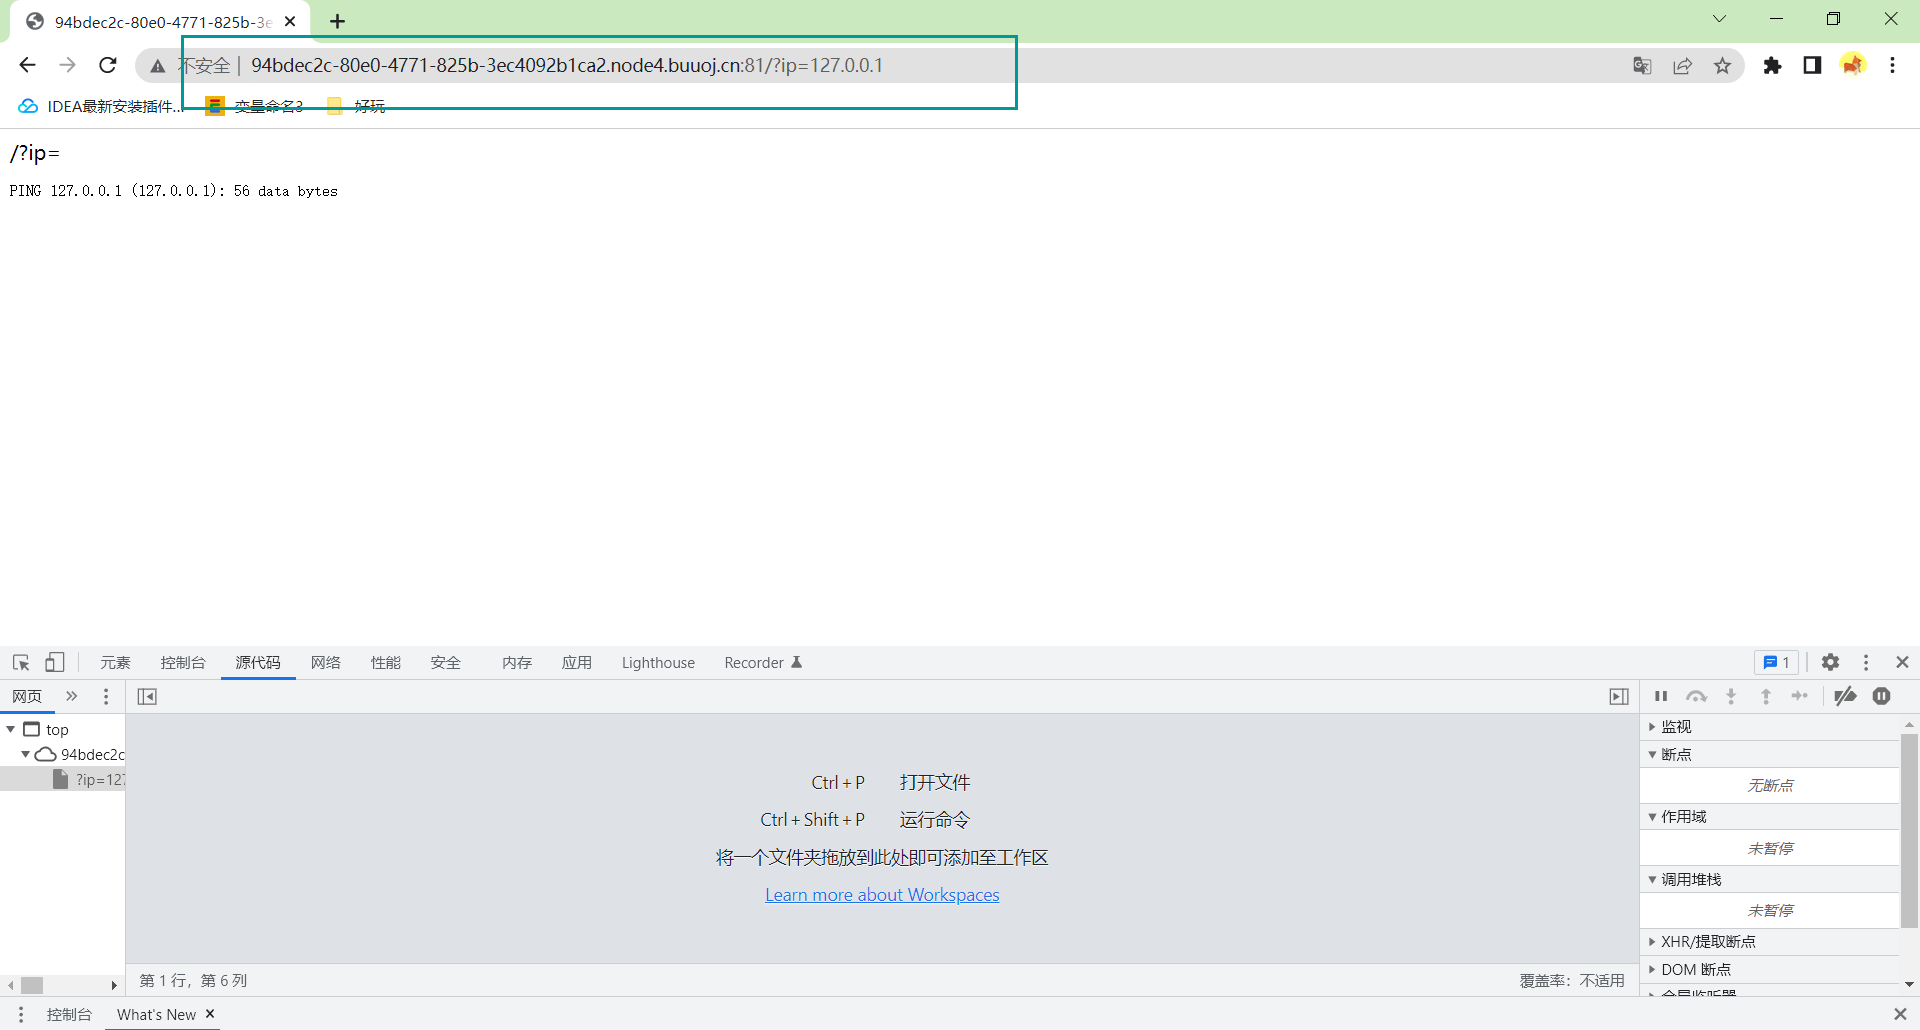 94bdec2c-80e0-4771-825b-3e
不安全 | 94bdec2c-80e0-4771-825b-3ec4092b1ca2.node4.buuoj.cn:81/?ip=127.0.0.1
IDEA最新安装插件... 变量命名3 好玩
/?ip=
PING 127.0.0.1 (127.0.0.1): 56 data bytes
元素 控制台 源代码 网络 性能 安全 内存 应用 Lighthouse Recorder 1
网页
top
94bdec2c
?ip=127
Ctrl + P 打开文件
Ctrl + Shift + P 运行命令
将一个文件夹拖放到此处即可添加至工作区
Learn more about Workspaces
第 1 行，第 6 列 覆盖率：不适用
监视
断点
无断点
作用域
未暂停
调用堆栈
未暂停
XHR/提取断点
DOM 断点
全局监听器
控制台 What's New